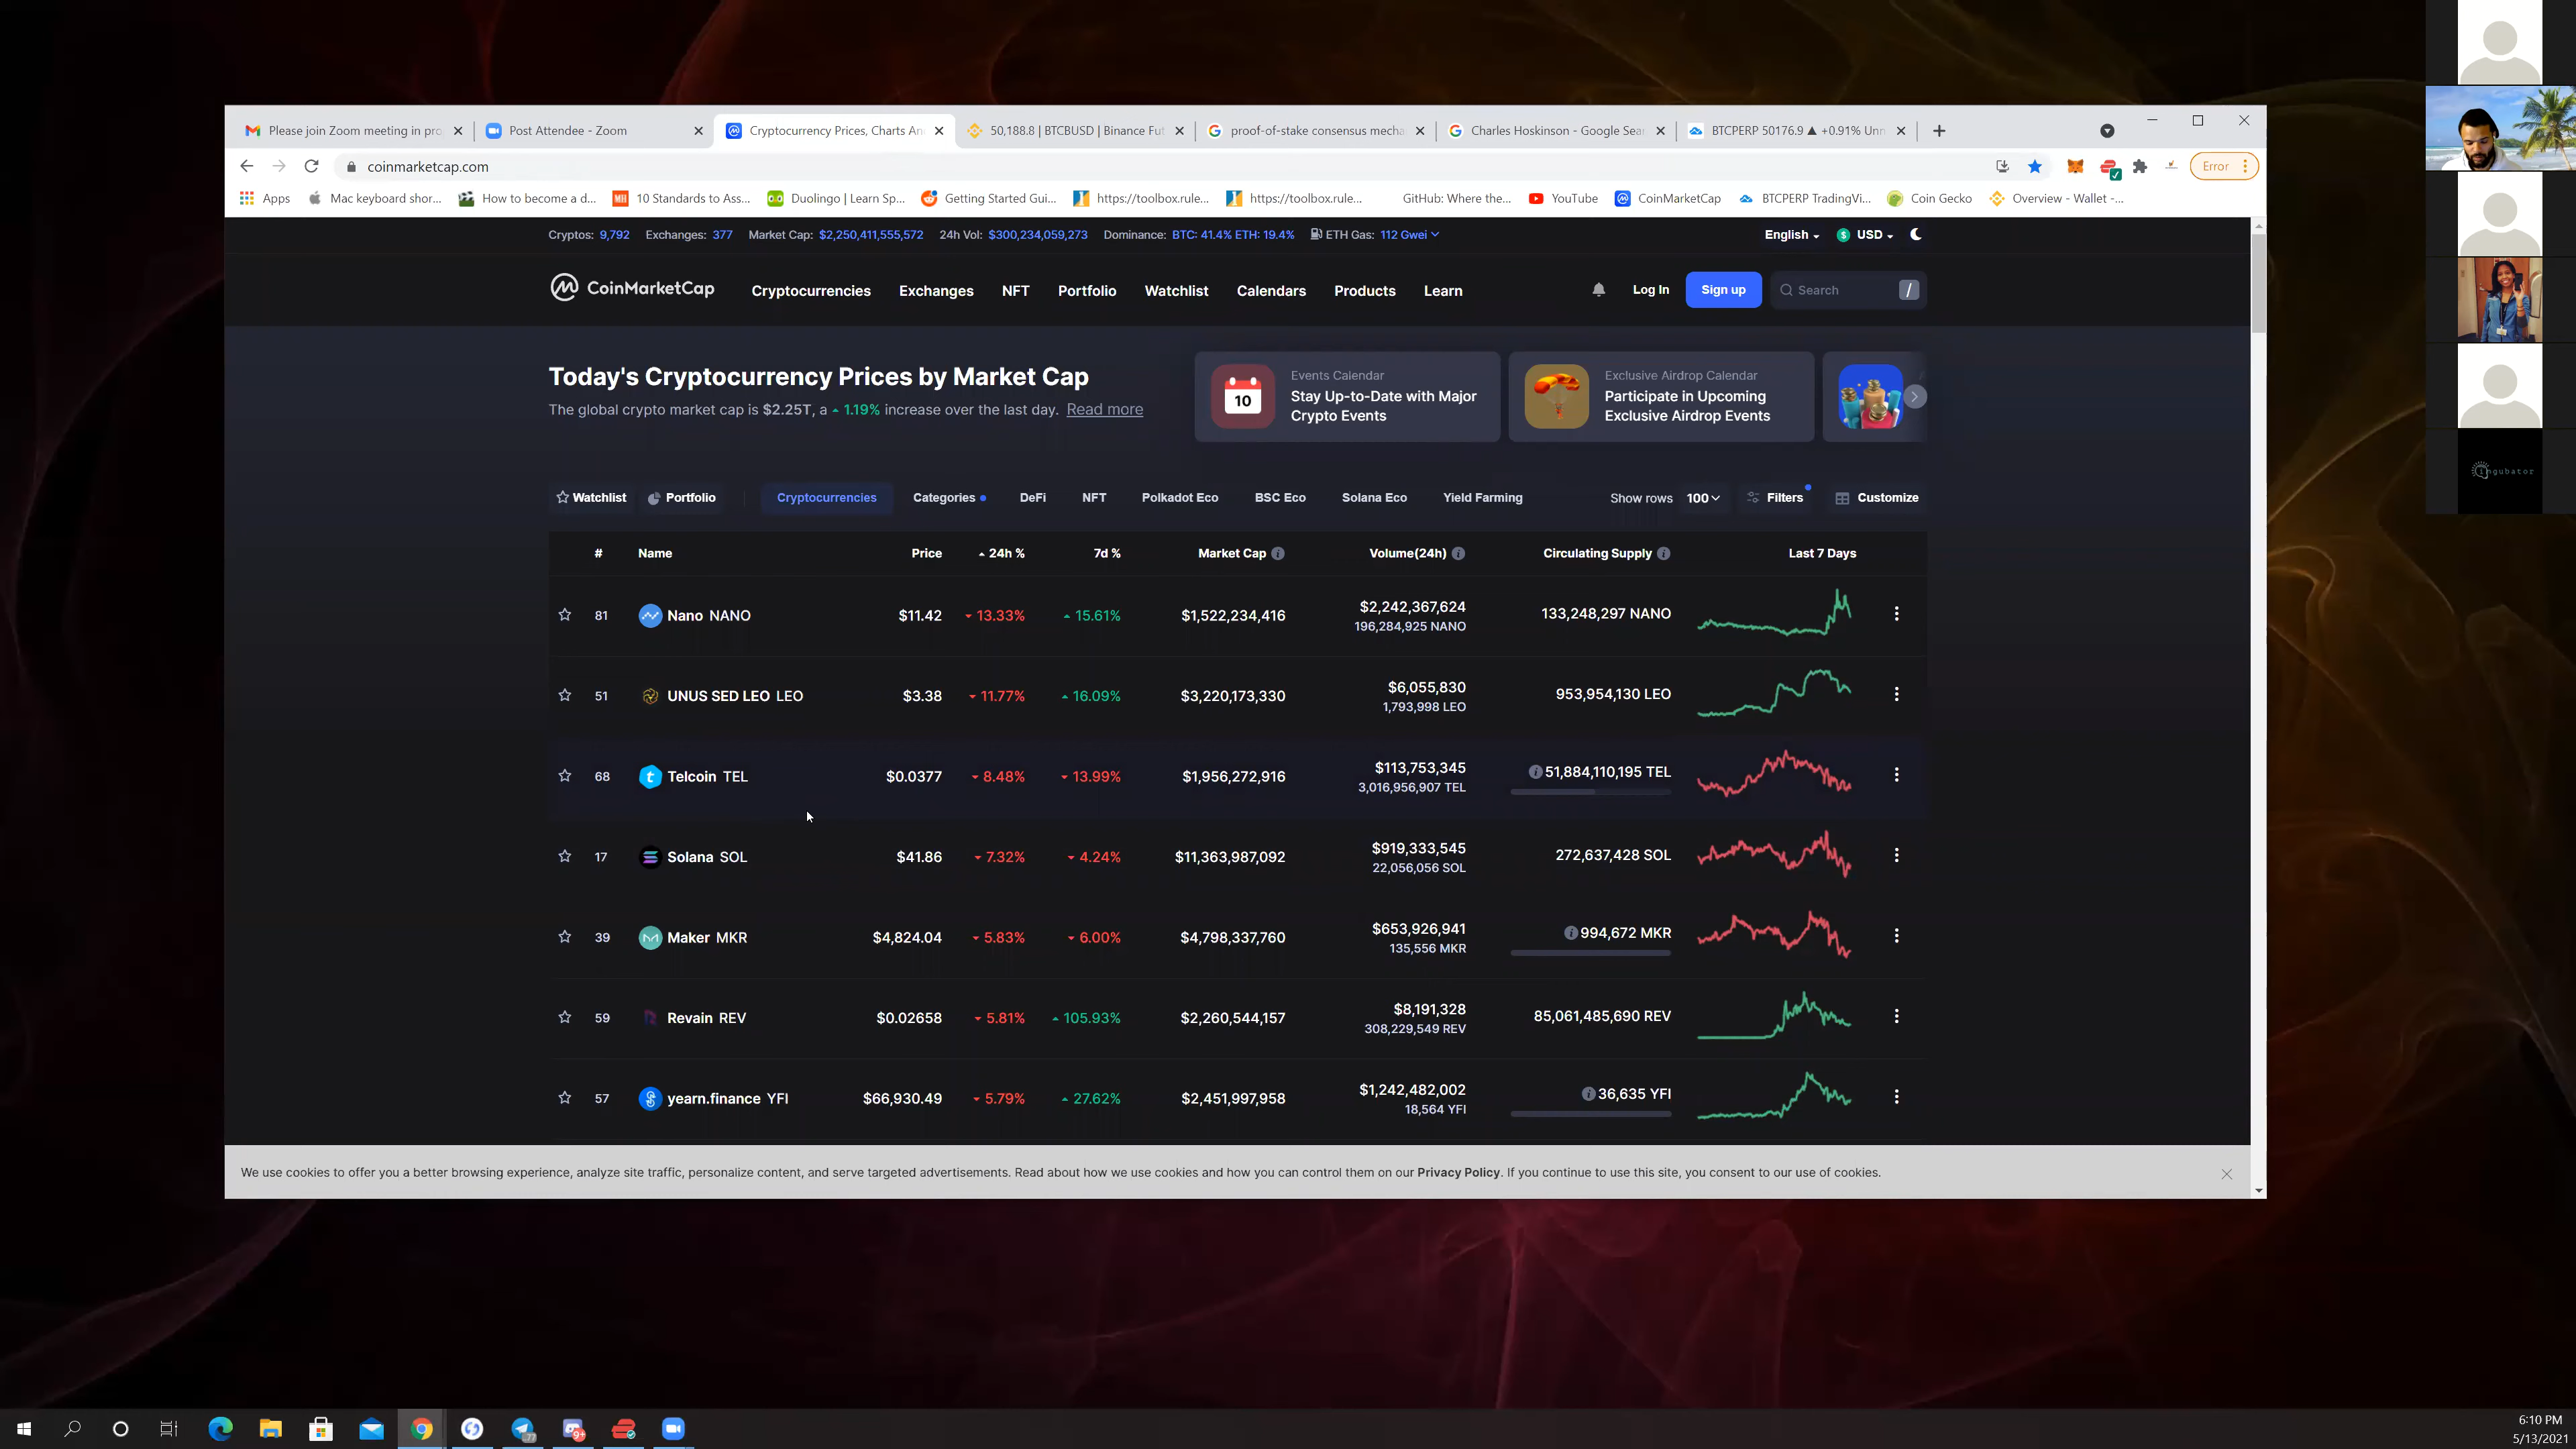 Please join Zoom meeting in pro
Post Attendee - Zoom
Cryptocurrency Prices, Charts An
50,188.8 | BTCBUSD | Binance Fut
proof-of-stake consensus mecha
Charles Hoskinson - Google Sea
BTCPERP 50176.9 ▲ +0.91% Unn
coinmarketcap.com
Error
Apps
Mac keyboard shor...
How to become a d...
10 Standards to Ass...
Duolingo | Learn Sp...
Getting Started Gui...
https://toolbox.rule...
https://toolbox.rule...
GitHub: Where the...
YouTube
CoinMarketCap
BTCPERP TradingVi...
Coin Gecko
Overview - Wallet -...
Cryptos: 9,792 Exchanges: 377 Market Cap: $2,250,411,555,572 24h Vol: $300,234,059,273 Dominance: BTC: 41.4% ETH: 19.4% ETH Gas: 112 Gwei
English USD
CoinMarketCap
Cryptocurrencies Exchanges NFT Portfolio Watchlist Calendars Products Learn
Log In Sign up Search /
Today's Cryptocurrency Prices by Market Cap
The global crypto market cap is $2.25T, a 1.19% increase over the last day. Read more
10
Events Calendar
Stay Up-to-Date with Major
Crypto Events
Exclusive Airdrop Calendar
Participate in Upcoming
Exclusive Airdrop Events
Watchlist Portfolio Cryptocurrencies Categories DeFi NFT Polkadot Eco BSC Eco Solana Eco Yield Farming Show rows 100 Filters Customize
# Name Price 24h % 7d % Market Cap Volume(24h) Circulating Supply Last 7 Days
81 Nano NANO $11.42 13.33% 15.61% $1,522,234,416 $2,242,367,624 133,248,297 NANO
196,284,925 NANO
51 UNUS SED LEO LEO $3.38 11.77% 16.09% $3,220,173,330 $6,055,830 953,954,130 LEO
1,793,998 LEO
68 Telcoin TEL $0.0377 8.48% 13.99% $1,956,272,916 $113,753,345 51,884,110,195 TEL
3,016,956,907 TEL
17 Solana SOL $41.86 7.32% 4.24% $11,363,987,092 $919,333,545 272,637,428 SOL
22,056,056 SOL
39 Maker MKR $4,824.04 5.83% 6.00% $4,798,337,760 $653,926,941 994,672 MKR
135,556 MKR
59 Revain REV $0.02658 5.81% 105.93% $2,260,544,157 $8,191,328 85,061,485,690 REV
308,229,549 REV
57 yearn.finance YFI $66,930.49 5.79% 27.62% $2,451,997,958 $1,242,482,002 36,635 YFI
18,564 YFI
We use cookies to offer you a better browsing experience, analyze site traffic, personalize content, and serve targeted advertisements. Read about how we use cookies and how you can control them on our Privacy Policy. If you continue to use this site, you consent to our use of cookies.
ingubator
77
9+
6:10 PM
5/13/2021